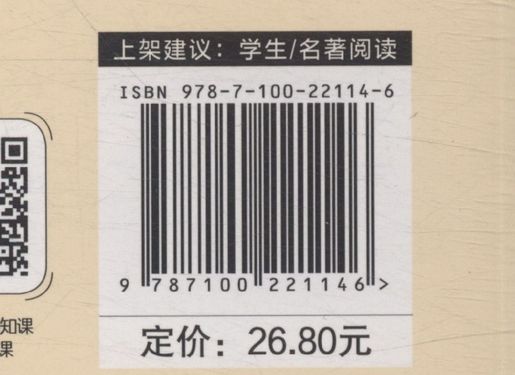 上架建议：学生/名著阅读
ISBN 978-7-100-22114-6
9 787100 221146 >
定价：26.80元
知课
课